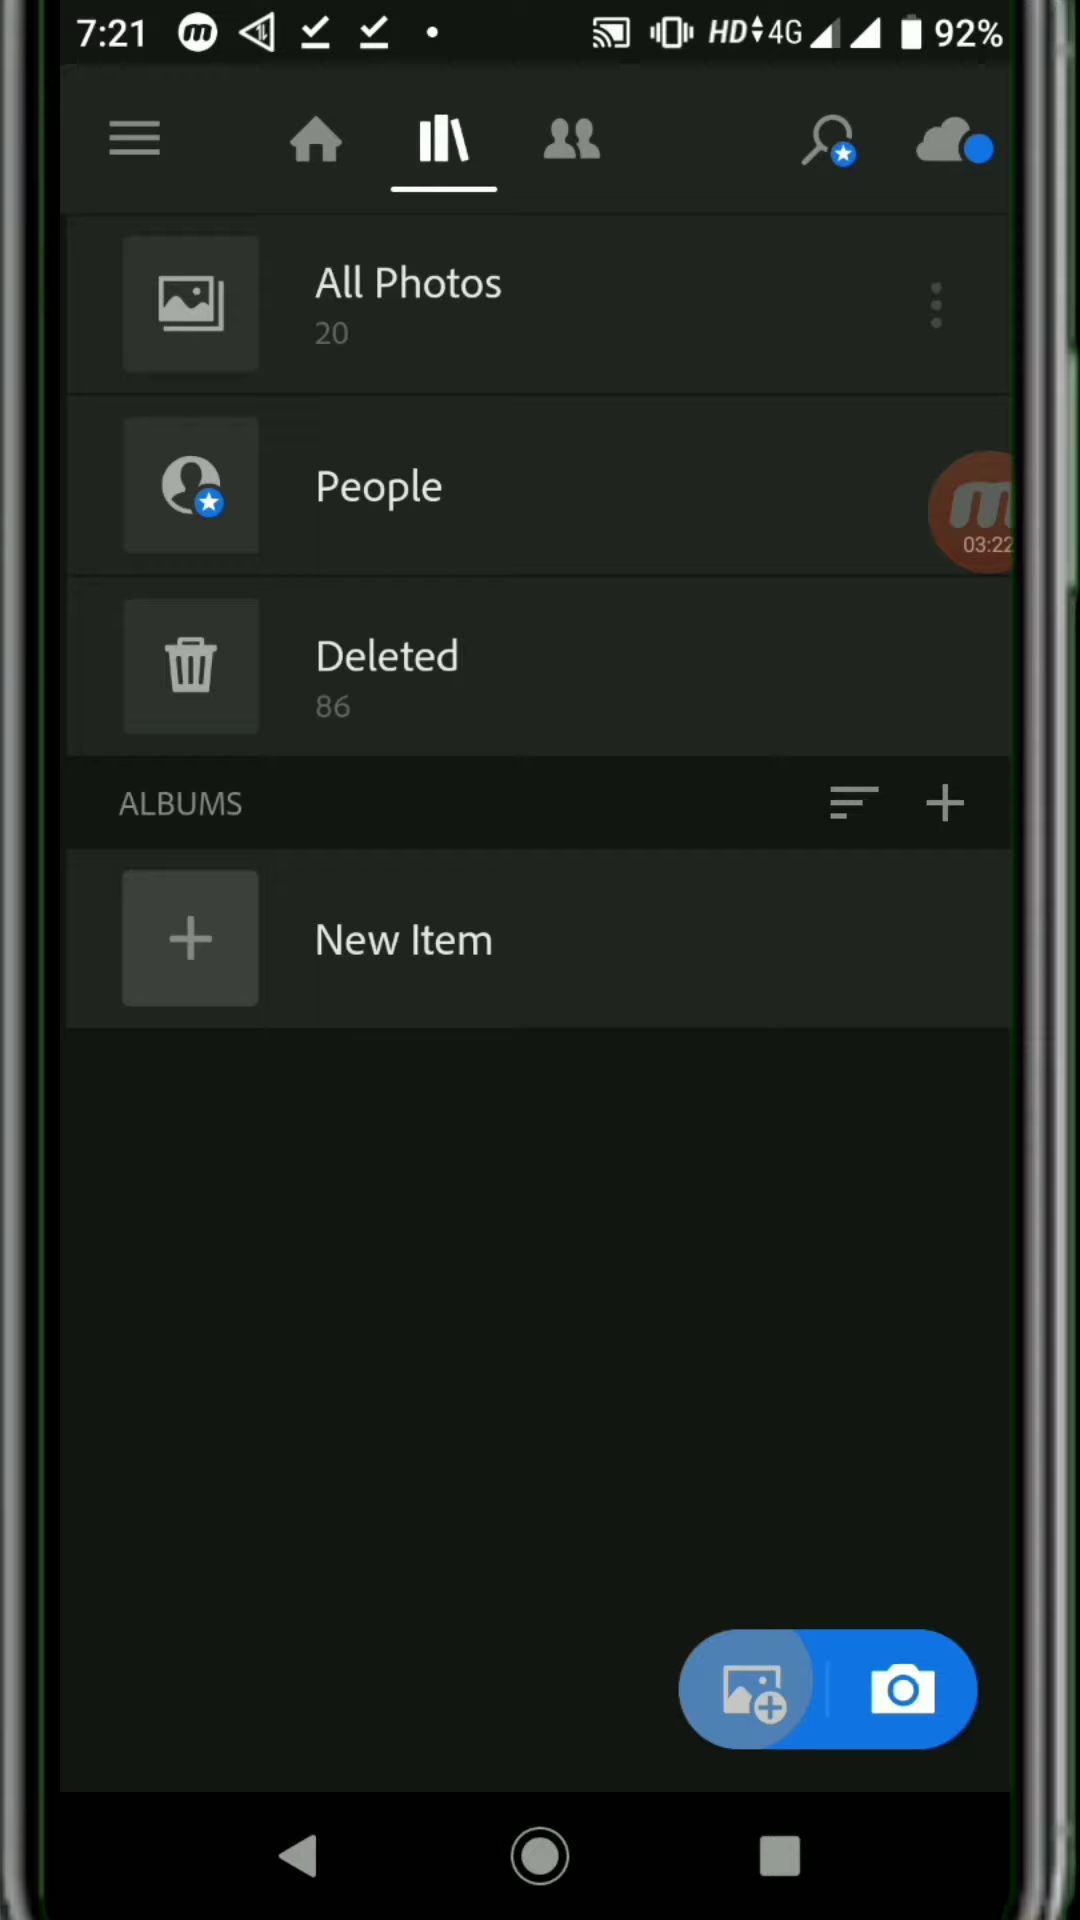 7:21 m HD 4G 92%
All Photos
20
People
03:22
Deleted
86
ALBUMS
New Item